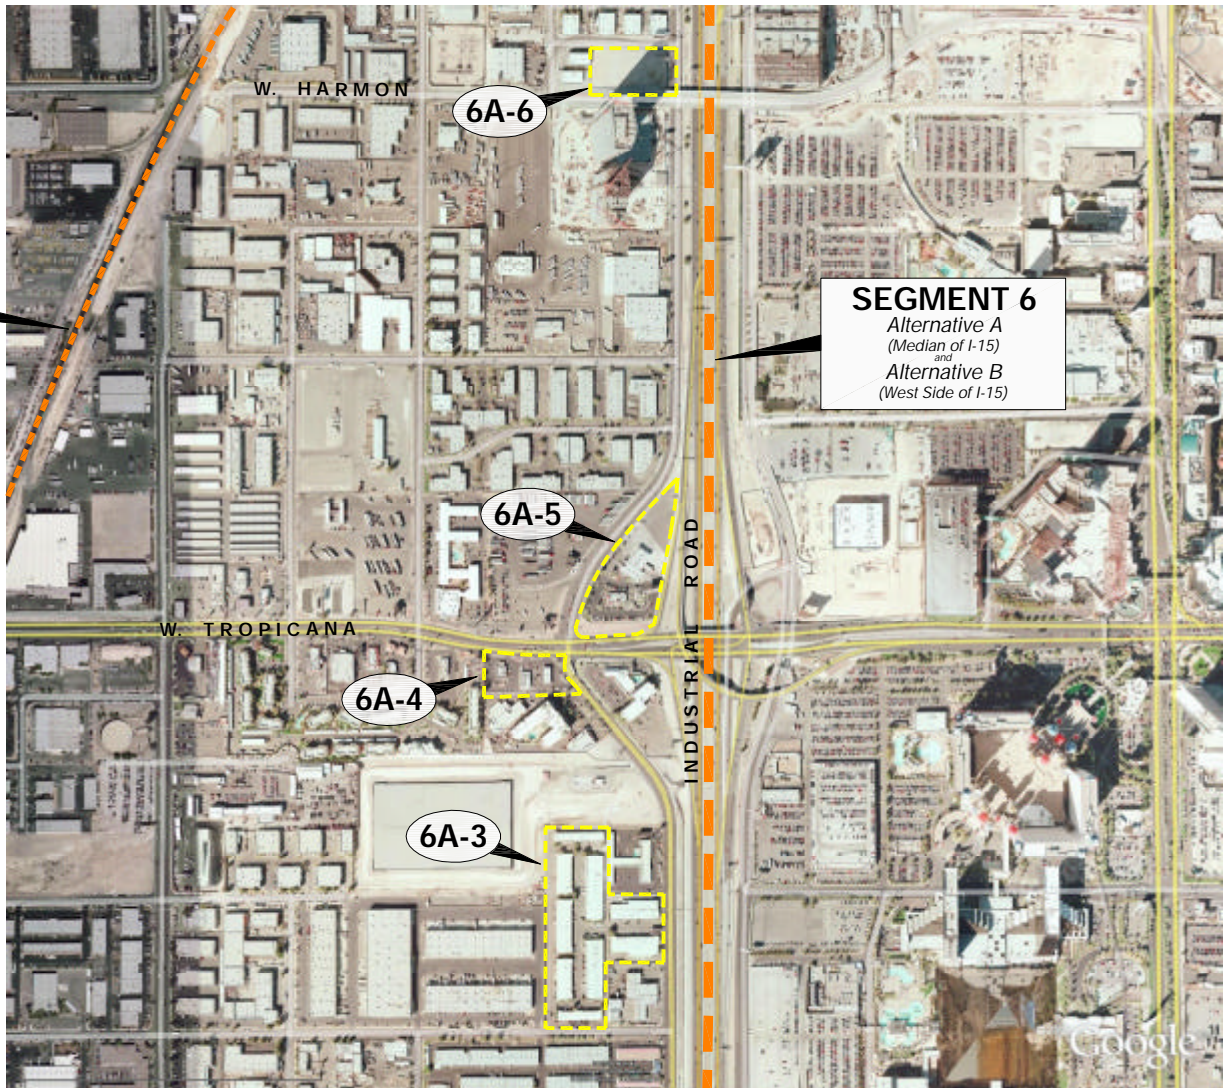 W. HARMON
6A-6
SEGMENT 6
Alternative A
(Median of I-15)
and
Alternative B
(West Side of I-15)
6A-5
INDUSTRIAL ROAD
W. TROPICANA
6A-4
6A-3
Google